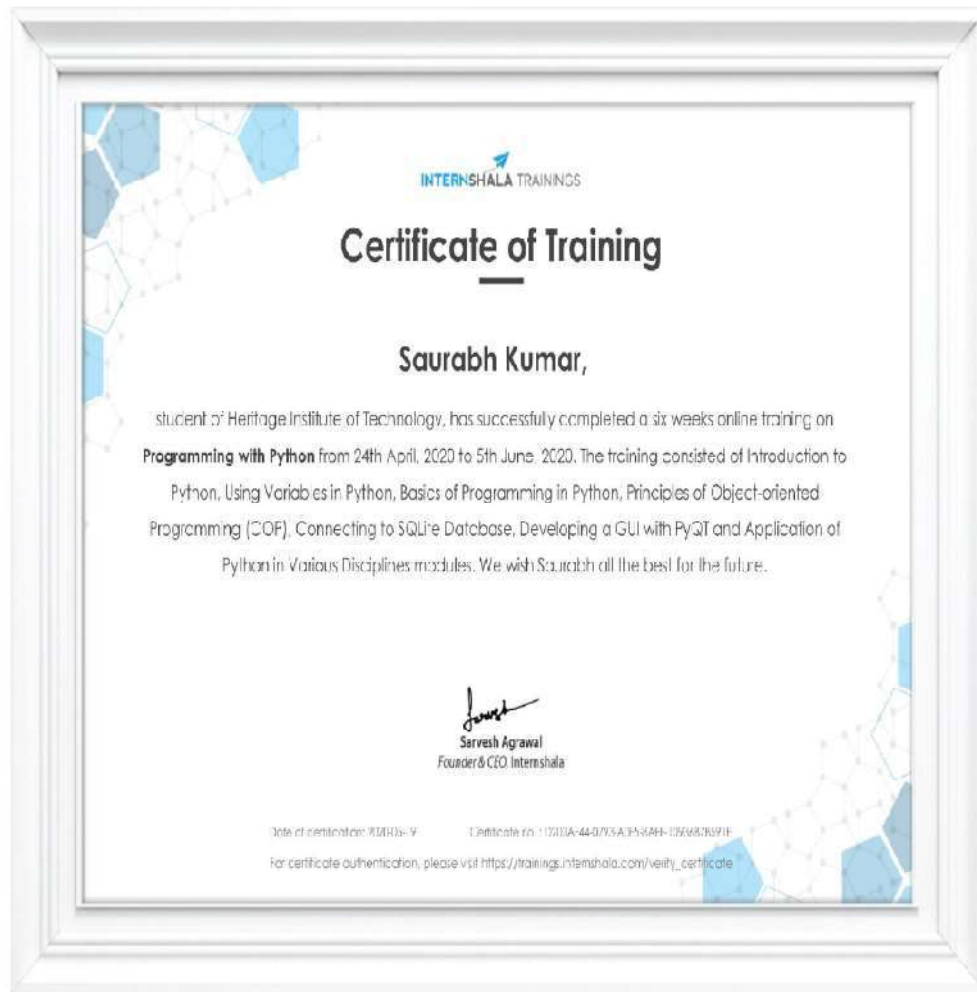 INTERNSHALA TRAININGS
Certificate of Training
Saurabh Kumar,
student of Heritage Institute of Technology, has successfully completed a six weeks online training on
Programming with Python from 24th April, 2020 to 5th June, 2020. The training consisted of Introduction to
Python, Using Variables in Python, Basics of Programming in Python, Principles of Object-oriented
Programming (OOP), Connecting to SQLite Database, Developing a GUI with PyQT and Application of
Python in Various Disciplines modules. We wish Saurabh all the best for the future.
Sarvesh Agrawal
Founder & CEO, Internshala
Date of certification: Certificate no. :
For certificate authentication, please visit https://trainings.internshala.com/verify_certificate